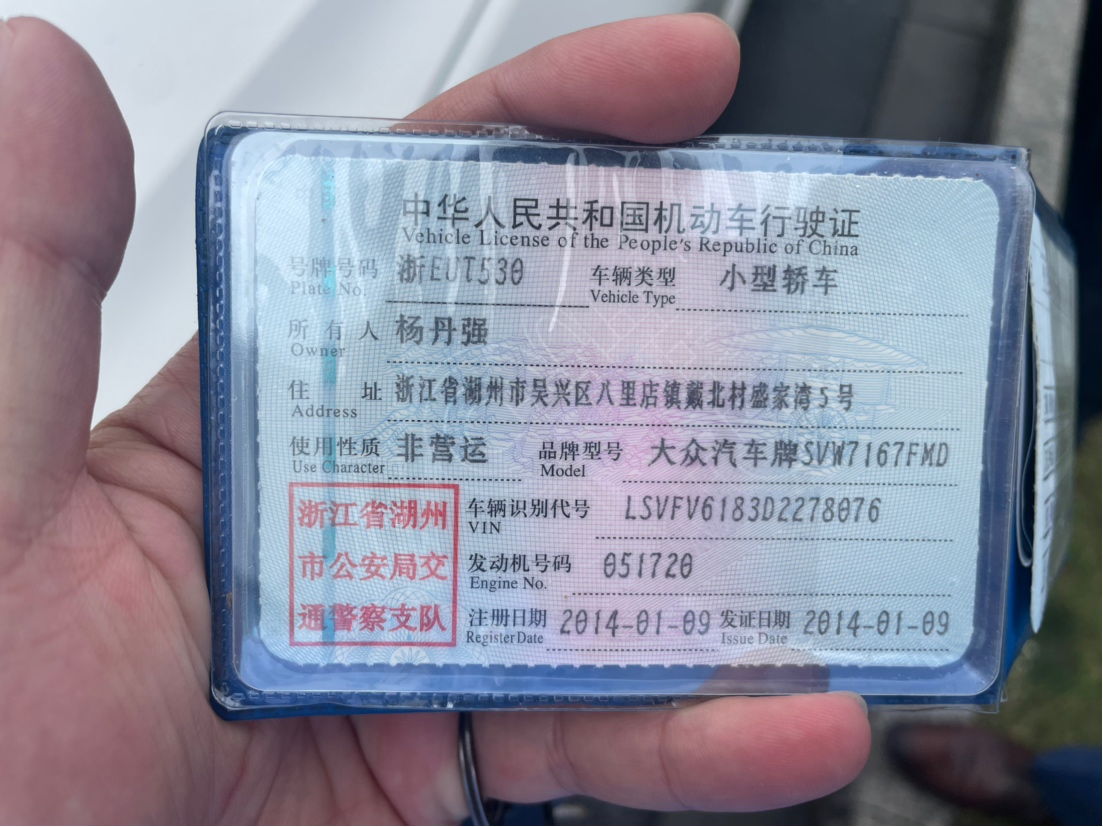 中华人民共和国机动车行驶证
Vehicle License of the People's Republic of China
号牌号码 浙EUT530 车辆类型 小型轿车
Plate No. Vehicle Type
所有人 杨丹强
Owner
住址 浙江省湖州市吴兴区八里店镇戴北村盛家湾5号
Address
使用性质 非营运 品牌型号 大众汽车牌SVW7167FMD
Use Character Model
浙江省湖州
市公安局交
通警察支队
车辆识别代号 LSVFV6183D2278076
VIN
发动机号码 051720
Engine No.
注册日期 2014-01-09 发证日期 2014-01-09
Register Date Issue Date